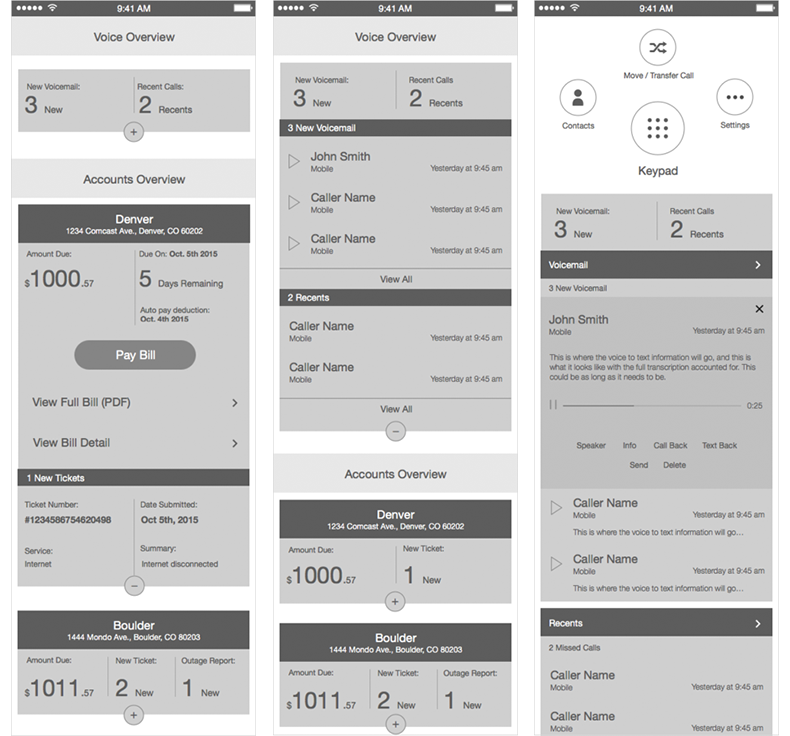 9:41 AM
Voice Overview
New Voicemail:
Recent Calls:
3 New
2 Recents
Accounts Overview
Denver
1234 Comcast Ave., Denver, CO 60202
Amount Due:
Due On: Oct. 5th 2015
$1000.57
5 Days Remaining
Auto pay deduction:
Oct. 4th 2015
Pay Bill
View Full Bill (PDF)
View Bill Detail
1 New Tickets
Ticket Number:
Date Submitted:
#1234586754620498
Oct 5th, 2015
Service:
Summary:
Internet
Internet disconnected
Boulder
1444 Mondo Ave., Boulder, CO 80203
Amount Due:
New Ticket:
Outage Report:
$1011.57
2 New
1 New
9:41 AM
Voice Overview
New Voicemail:
Recent Calls
3 New
2 Recents
3 New Voicemail
John Smith
Mobile
Yesterday at 9:45 am
Caller Name
Mobile
Yesterday at 9:45 am
Caller Name
Mobile
Yesterday at 9:45 am
View All
2 Recents
Caller Name
Mobile
Yesterday at 9:45 am
Caller Name
Mobile
Yesterday at 9:45 am
View All
Accounts Overview
Denver
1234 Comcast Ave., Denver, CO 60202
Amount Due:
New Ticket:
$1000.57
1 New
Boulder
1444 Mondo Ave., Boulder, CO 80203
Amount Due:
New Ticket:
Outage Report:
$1011.57
2 New
1 New
9:41 AM
Move / Transfer Call
Contacts
Settings
Keypad
New Voicemail:
Recent Calls
3 New
2 Recents
Voicemail
3 New Voicemail
John Smith
Mobile
Yesterday at 9:45 am
This is where the voice to text information will go, and this is
what it looks like with the full transcription accounted for. This
could be as long as it needs to be.
0:25
Speaker
Info
Call Back
Text Back
Send
Delete
Caller Name
Mobile
Yesterday at 9:45 am
This is where the voice to text information will go...
Caller Name
Mobile
Yesterday at 9:45 am
This is where the voice to text information will go...
Recents
2 Missed Calls
Caller Name
Mobile
Yesterday at 9:45 am
Caller Name
Mobile
Yesterday at 9:45 am